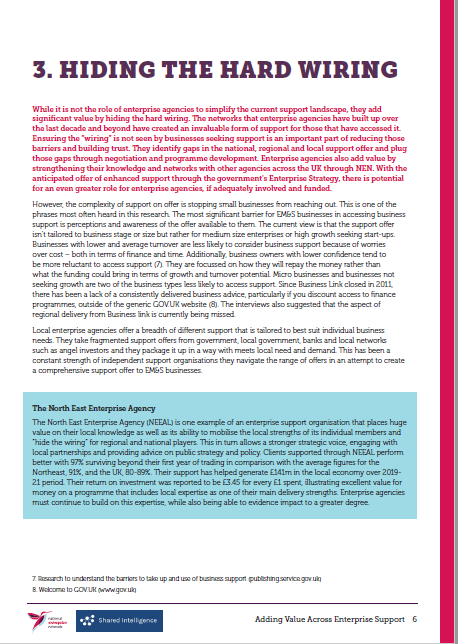 3. HIDING THE HARD WIRING
While it is not the role of enterprise agencies to simplify the current support landscape, they add
significant value by hiding the hard wiring. The networks that enterprise agencies have built up over
the last decade and beyond have created an invaluable form of support for those that have accessed it.
Ensuring the "wiring" is not seen by businesses seeking support is an important part of reducing those
barriers and building trust. They identify gaps in the national, regional and local support offer and plug
those gaps through negotiation and programme development. Enterprise agencies also add value by
strengthening their knowledge and networks with other agencies across the UK through NEN. With the
anticipated offer of enhanced support through the government's Enterprise Strategy, there is potential
for an even greater role for enterprise agencies, if adequately involved and funded.
However, the complexity of support on offer is stopping small businesses from reaching out. This is one of the
phrases most often heard in this research. The most significant barrier for EM&S businesses in accessing business
support is perceptions and awareness of the offer available to them. The current view is that the support offer
isn't tailored to business stage or size but rather for medium size enterprises or high growth seeking start-ups.
Businesses with lower and average turnover are less likely to consider business support because of worries
over cost – both in terms of finance and time. Additionally, business owners with lower confidence tend to
be more reluctant to access support (7). They are focussed on how they will repay the money rather than
what the funding could bring in terms of growth and turnover potential. Micro businesses and businesses not
seeking growth are two of the business types less likely to access support. Since Business Link closed in 2011,
there has been a lack of a consistently delivered business advice, particularly if you discount access to finance
programmes, outside of the generic GOV.UK website (8). The interviews also suggested that the aspect of
regional delivery from Business link is currently being missed.
Local enterprise agencies offer a breadth of different support that is tailored to best suit individual business
needs. They take fragmented support offers from government, local government, banks and local networks
such as angel investors and they package it up in a way with meets local need and demand. This has been a
constant strength of independent support organisations they navigate the range of offers in an attempt to create
a comprehensive support offer to EM&S businesses.
The North East Enterprise Agency
The North East Enterprise Agency (NEEAL) is one example of an enterprise support organisation that places huge
value on their local knowledge as well as its ability to mobilise the local strengths of its individual members and
"hide the wiring" for regional and national players. This in turn allows a stronger strategic voice, engaging with
local partnerships and providing advice on public strategy and policy. Clients supported through NEEAL perform
better with 97% surviving beyond their first year of trading in comparison with the average figures for the
Northeast, 91%, and the UK, 80-89%. Their support has helped generate £141m in the local economy over 2019-
21 period. Their return on investment was reported to be £3.45 for every £1 spent, illustrating excellent value for
money on a programme that includes local expertise as one of their main delivery strengths. Enterprise agencies
must continue to build on this expertise, while also being able to evidence impact to a greater degree.
7. Research to understand the barriers to take up and use of business support (publishing.service.gov.uk)
8. Welcome to GOV.UK (www.gov.uk)
national
enterprise
network
Shared Intelligence
Adding Value Across Enterprise Support 6